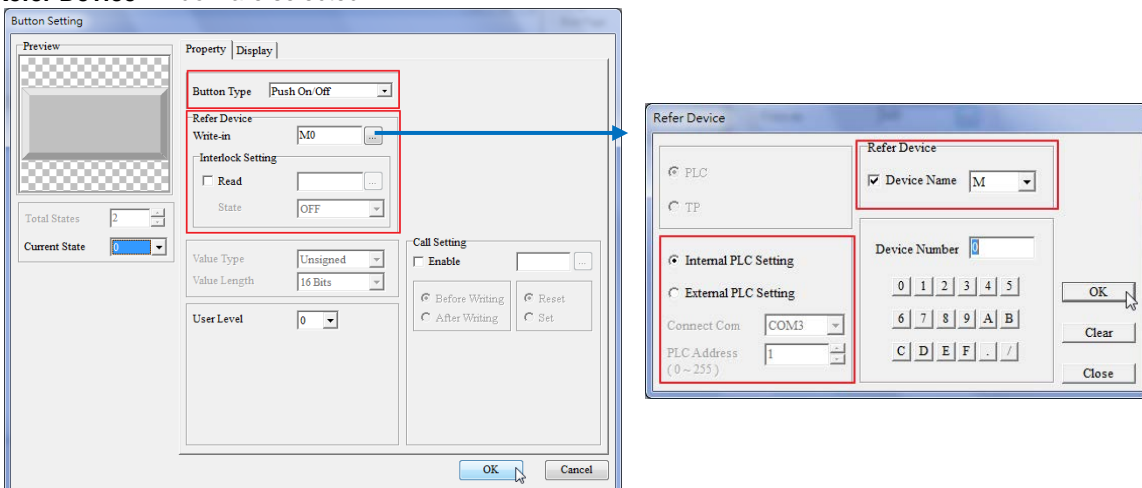 Button Setting
Preview
Total States 2
Current State 0
Property Display
Button Type Push On/Off
Refer Device
Write-in M0 ...
Interlock Setting
Read ...
State OFF
Value Type Unsigned
Value Length 16 Bits
User Level 0
Call Setting
Enable ...
Before Writing Reset
After Writing Set
OK Cancel
Refer Device
PLC
TP
Internal PLC Setting
External PLC Setting
Connect Com COM3
PLC Address 1
( 0 ~ 255 )
Refer Device
Device Name M
Device Number 0
0 1 2 3 4 5
6 7 8 9 A B
C D E F . /
OK
Clear
Close